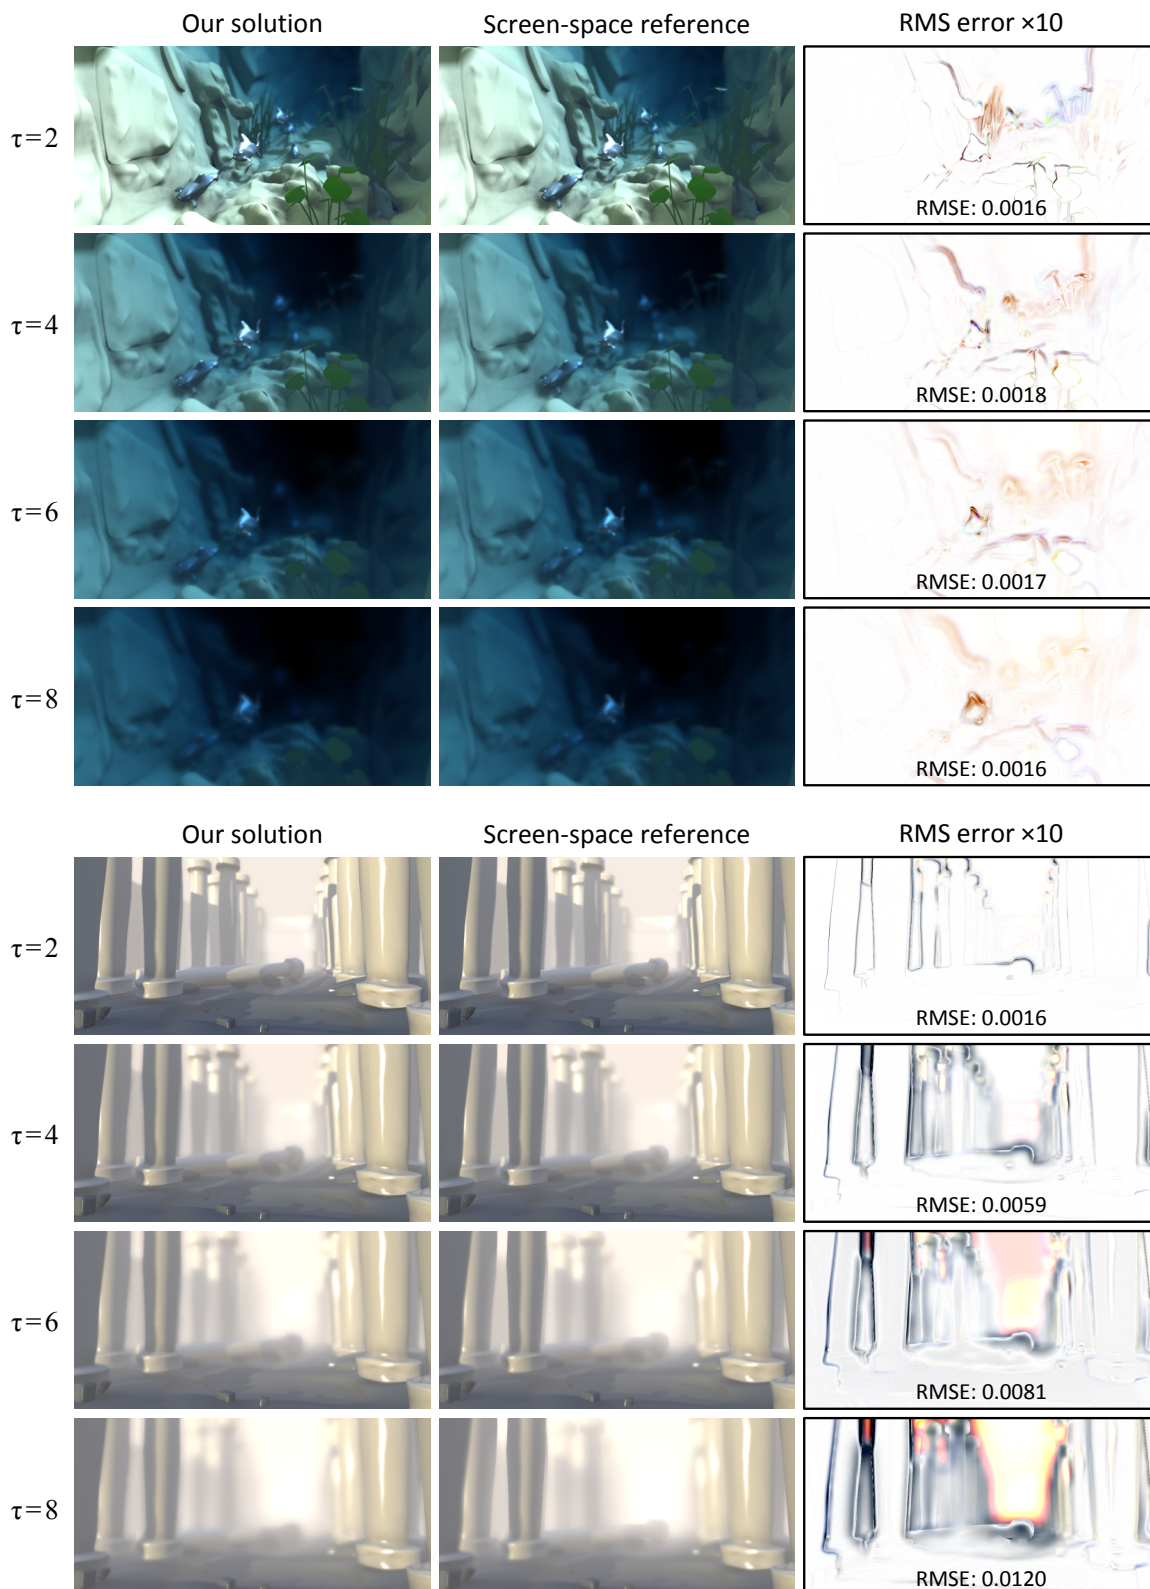 Our solution Screen-space reference RMS error ×10
τ=2
RMSE: 0.0016
τ=4
RMSE: 0.0018
τ=6
RMSE: 0.0017
τ=8
RMSE: 0.0016
Our solution Screen-space reference RMS error ×10
τ=2
RMSE: 0.0016
τ=4
RMSE: 0.0059
τ=6
RMSE: 0.0081
τ=8
RMSE: 0.0120